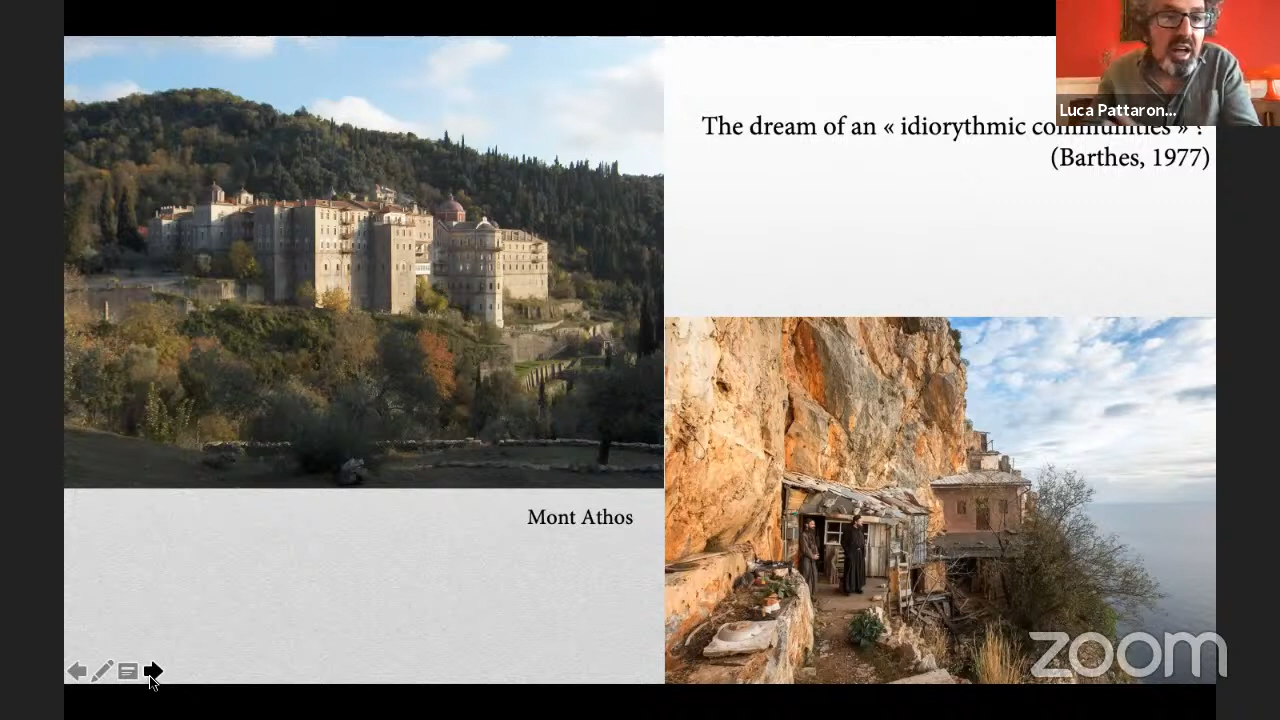 Luca Pattaron...
The dream of an « idiorythmic communities » ?
(Barthes, 1977)
Mont Athos
zoom